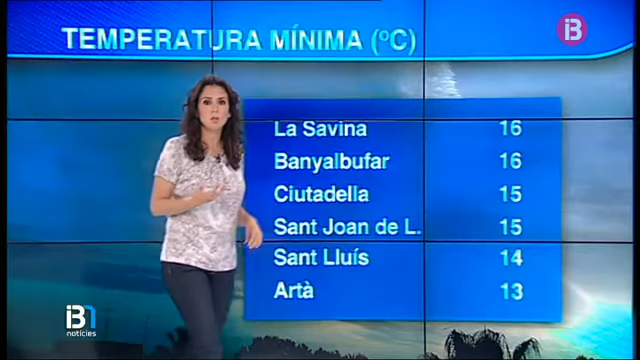 TEMPERATURA MÍNIMA (ºC)
La Savina 16
Banyalbufar 16
Ciutadella 15
Sant Joan de L. 15
Sant Lluís 14
Artà 13
notícies